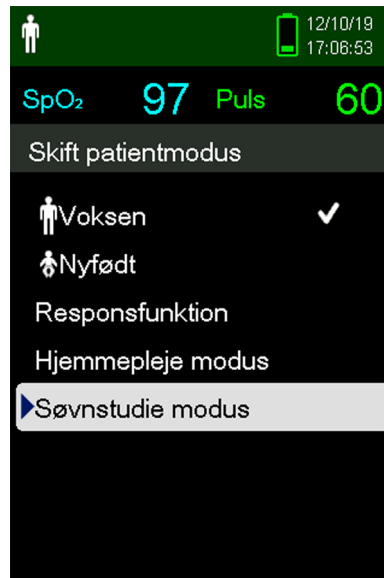 12/10/19
17:06:53
SpO₂ 97 Puls 60
Skift patientmodus
Voksen
Nyfødt
Responsfunktion
Hjemmepleje modus
Søvnstudie modus